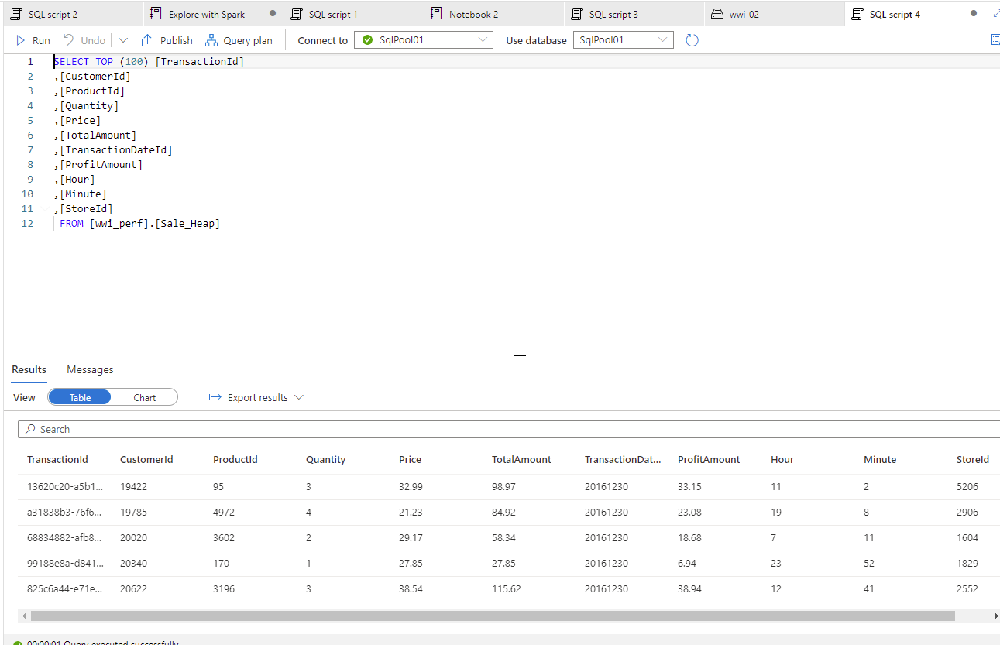 SQL script 2 Explore with Spark SQL script 1 Notebook 2 SQL script 3 wwi-02 SQL script 4
Run Undo Publish Query plan Connect to SqlPool01 Use database SqlPool01
1 SELECT TOP (100) [TransactionId]
2 ,[CustomerId]
3 ,[ProductId]
4 ,[Quantity]
5 ,[Price]
6 ,[TotalAmount]
7 ,[TransactionDateId]
8 ,[ProfitAmount]
9 ,[Hour]
10 ,[Minute]
11 ,[StoreId]
12 FROM [wwi_perf].[Sale_Heap]
Results Messages
View Table Chart Export results
Search
TransactionId CustomerId ProductId Quantity Price TotalAmount TransactionDat... ProfitAmount Hour Minute StoreId
13620c20-a5b1... 19422 95 3 32.99 98.97 20161230 33.15 11 2 5206
a31838b3-76f6... 19785 4972 4 21.23 84.92 20161230 23.08 19 8 2906
68834882-afb8... 20020 3602 2 29.17 58.34 20161230 18.68 7 11 1604
99188e8a-d841... 20340 170 1 27.85 27.85 20161230 6.94 23 52 1829
825c6a44-e71e... 20622 3196 3 38.54 115.62 20161230 38.94 12 41 2552
00:00:01 Query executed successfully